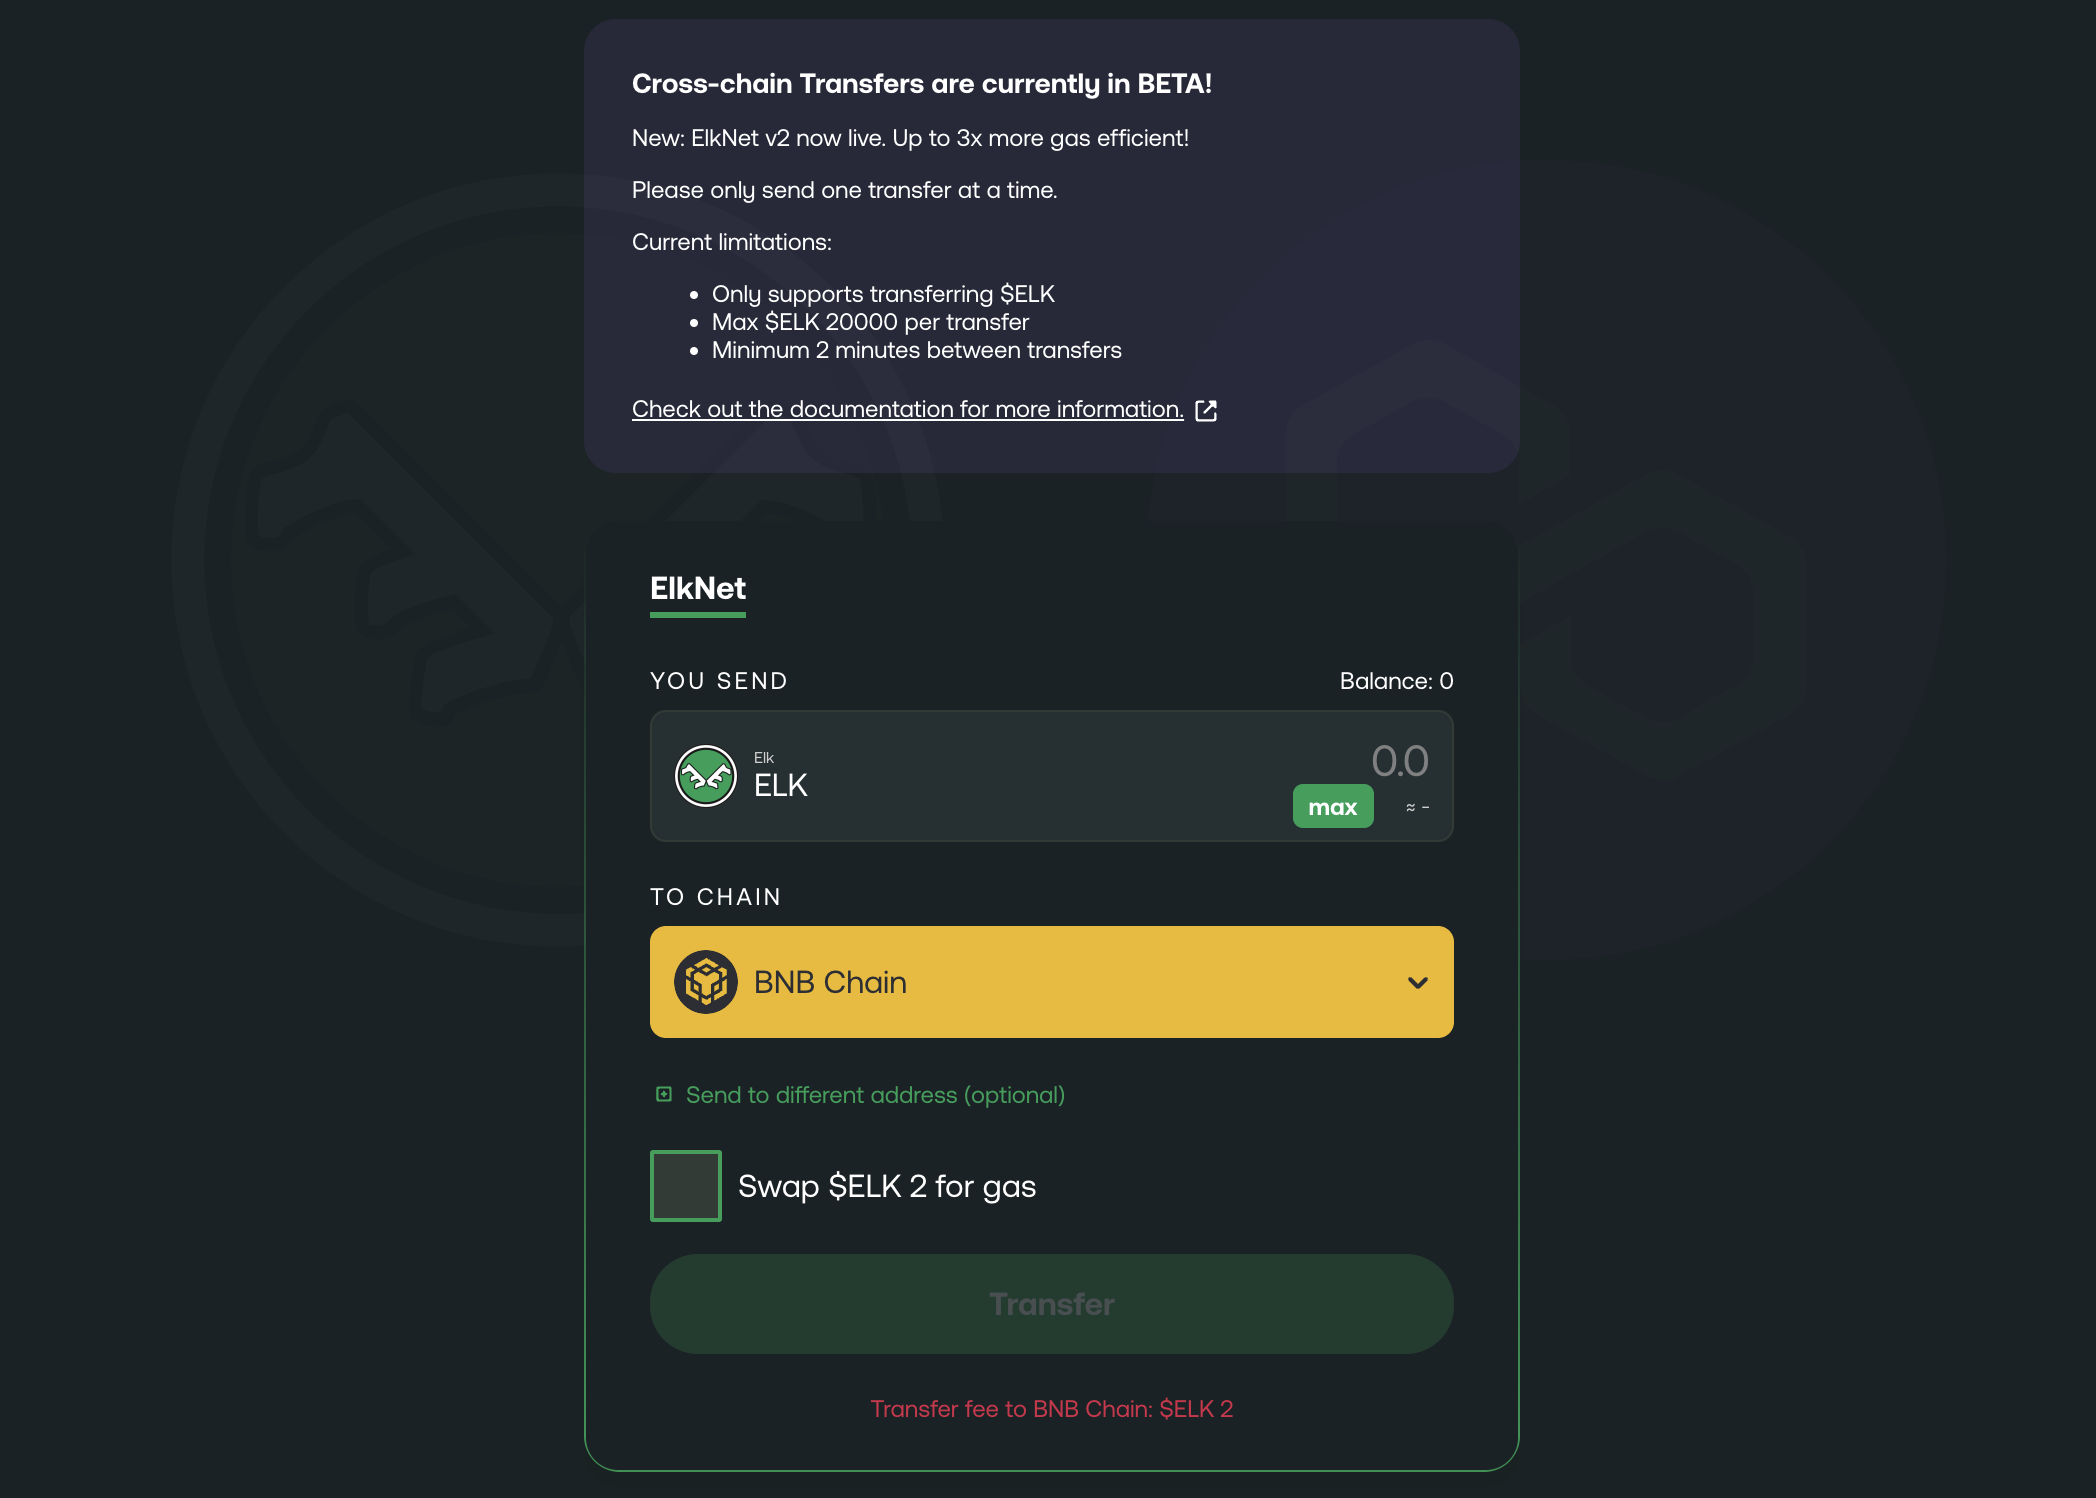 Cross-chain Transfers are currently in BETA!
New: ElkNet v2 now live. Up to 3x more gas efficient!
Please only send one transfer at a time.
Current limitations:
• Only supports transferring $ELK
• Max $ELK 20000 per transfer
• Minimum 2 minutes between transfers
Check out the documentation for more information.
ElkNet
YOU SEND Balance: 0
Elk
ELK
0.0
max ≈ -
TO CHAIN
BNB Chain
Send to different address (optional)
Swap $ELK 2 for gas
Transfer
Transfer fee to BNB Chain: $ELK 2